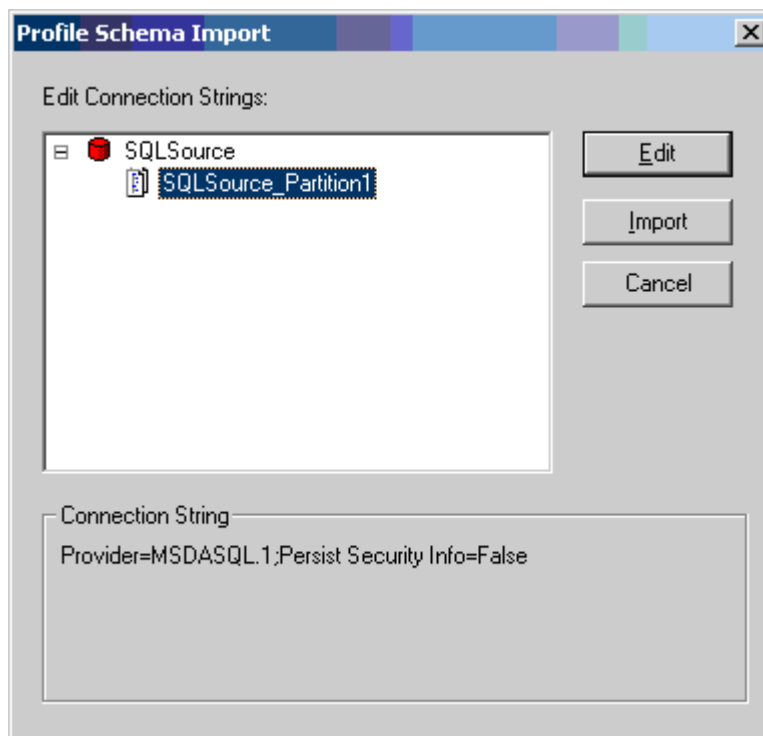 Profile Schema Import
Edit Connection Strings:
SQLSource
SQLSource_Partition1
Edit
Import
Cancel
Connection String
Provider=MSDASQL.1;Persist Security Info=False